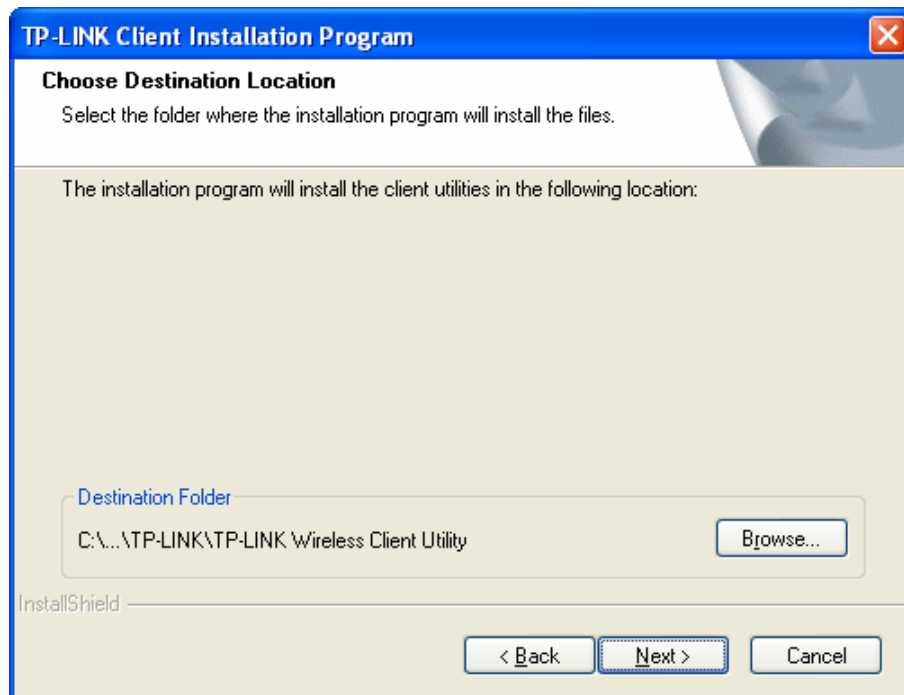 TP-LINK Client Installation Program
Choose Destination Location
Select the folder where the installation program will install the files.
The installation program will install the client utilities in the following location:
Destination Folder
C:\...\TP-LINK\TP-LINK Wireless Client Utility
Browse...
InstallShield
< Back
Next >
Cancel